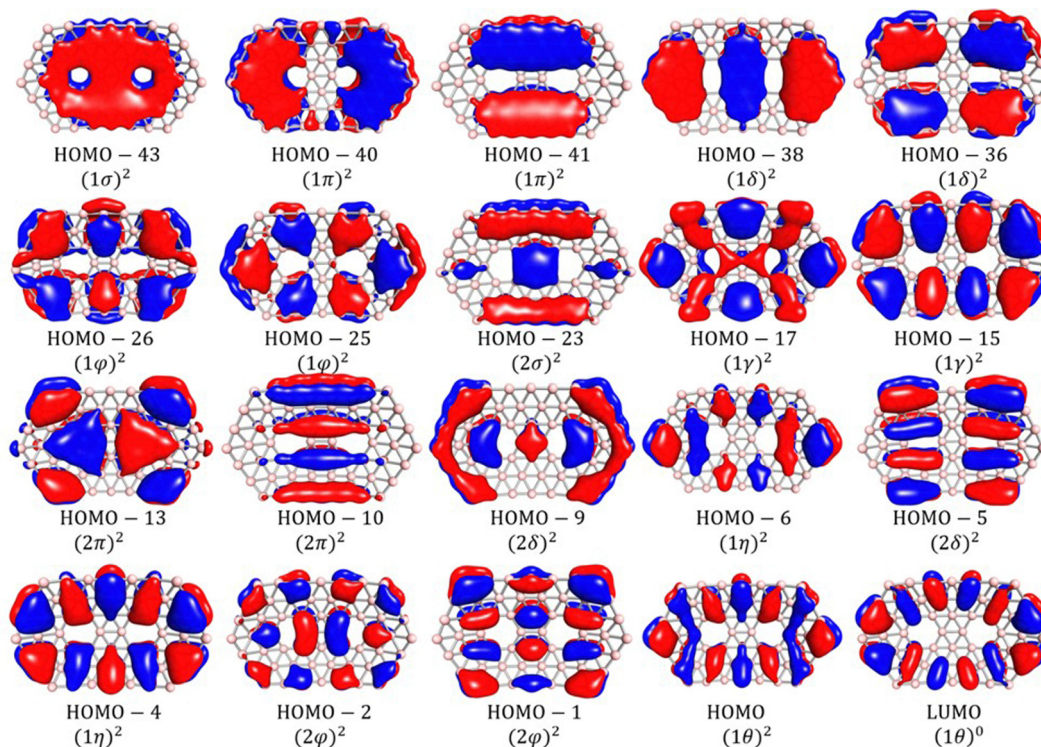 HOMO − 43 HOMO − 40 HOMO − 41 HOMO − 38 HOMO − 36
(1σ)² (1π)² (1π)² (1δ)² (1δ)²
HOMO − 26 HOMO − 25 HOMO − 23 HOMO − 17 HOMO − 15
(1φ)² (1φ)² (2σ)² (1γ)² (1γ)²
HOMO − 13 HOMO − 10 HOMO − 9 HOMO − 6 HOMO − 5
(2π)² (2π)² (2δ)² (1η)² (2δ)²
HOMO − 4 HOMO − 2 HOMO − 1 HOMO LUMO
(1η)² (2φ)² (2φ)² (1θ)² (1θ)⁰